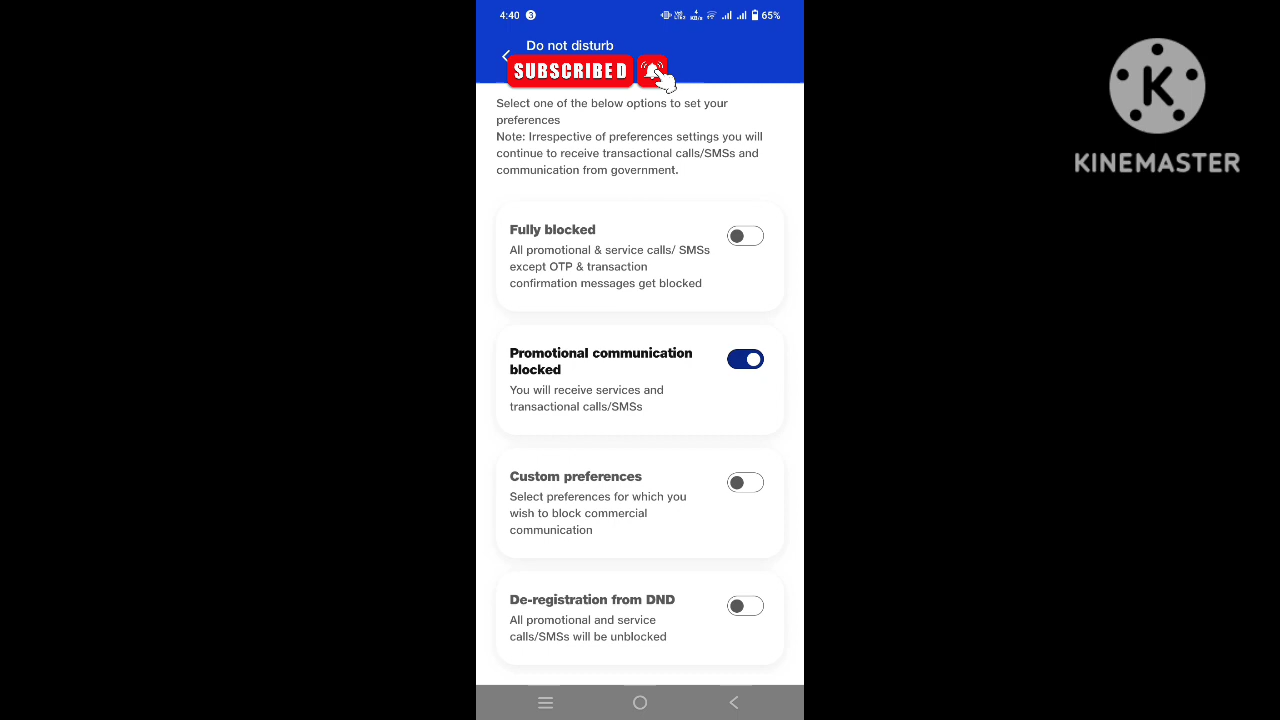 4:40 3
4
KB/s
65%
Do not disturb
SUBSCRIBED
Select one of the below options to set your
preferences
Note: Irrespective of preferences settings you will
continue to receive transactional calls/SMSs and
communication from government.
Fully blocked
All promotional & service calls/ SMSs
except OTP & transaction
confirmation messages get blocked
Promotional communication
blocked
You will receive services and
transactional calls/SMSs
Custom preferences
Select preferences for which you
wish to block commercial
communication
De-registration from DND
All promotional and service
calls/SMSs will be unblocked
K
KINEMASTER